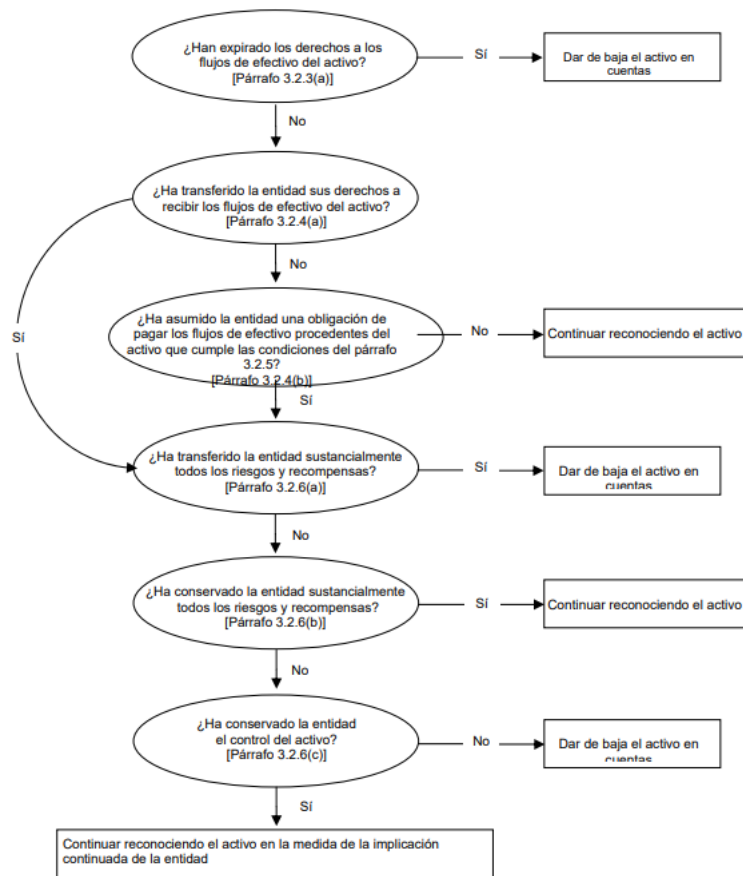 ¿Han expirado los derechos a los
flujos de efectivo del activo?
[Párrafo 3.2.3(a)]
Sí
Dar de baja el activo en
cuentas
No
¿Ha transferido la entidad sus derechos a
recibir los flujos de efectivo del activo?
[Párrafo 3.2.4(a)]
No
Sí
¿Ha asumido la entidad una obligación de
pagar los flujos de efectivo procedentes del
activo que cumple las condiciones del párrafo
3.2.5?
[Párrafo 3.2.4(b)]
No
Continuar reconociendo el activo
Sí
¿Ha transferido la entidad sustancialmente
todos los riesgos y recompensas?
[Párrafo 3.2.6(a)]
Sí
Dar de baja el activo en
cuentas
No
¿Ha conservado la entidad sustancialmente
todos los riesgos y recompensas?
[Párrafo 3.2.6(b)]
Sí
Continuar reconociendo el activo
No
¿Ha conservado la entidad
el control del activo?
[Párrafo 3.2.6(c)]
No
Dar de baja el activo en
cuentas
Sí
Continuar reconociendo el activo en la medida de la implicación
continuada de la entidad